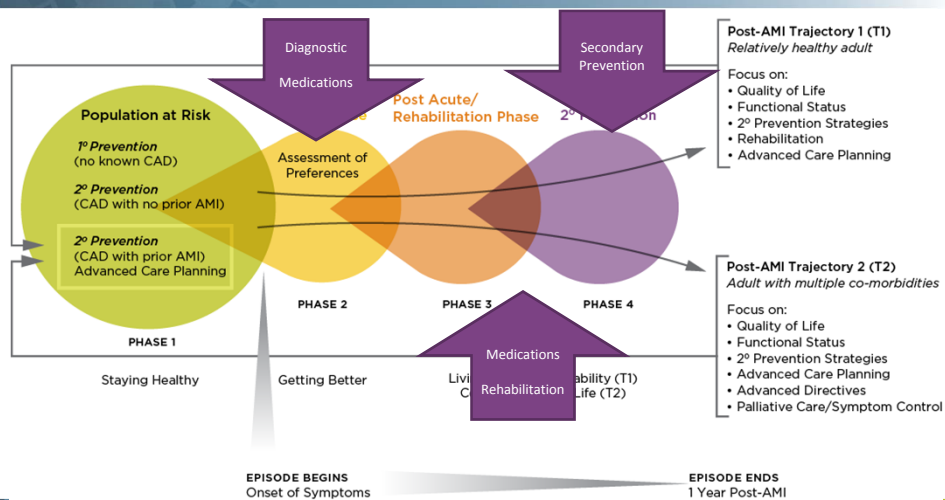 Diagnostic
Medications
Secondary
Prevention
Post-AMI Trajectory 1 (T1)
Relatively healthy adult
Focus on:
• Quality of Life
• Functional Status
• 2º Prevention Strategies
• Rehabilitation
• Advanced Care Planning
Population at Risk
1º Prevention
(no known CAD)
2º Prevention
(CAD with no prior AMI)
2º Prevention
(CAD with prior AMI)
Advanced Care Planning
Assessment of
Preferences
Post Acute/
Rehabilitation Phase
2º
PHASE 1
PHASE 2
PHASE 3
PHASE 4
Post-AMI Trajectory 2 (T2)
Adult with multiple co-morbidities
Focus on:
• Quality of Life
• Functional Status
• 2º Prevention Strategies
• Advanced Care Planning
• Advanced Directives
• Palliative Care/Symptom Control
Medications
Rehabilitation
Staying Healthy
Getting Better
(T1)
Life (T2)
EPISODE BEGINS
Onset of Symptoms
EPISODE ENDS
1 Year Post-AMI